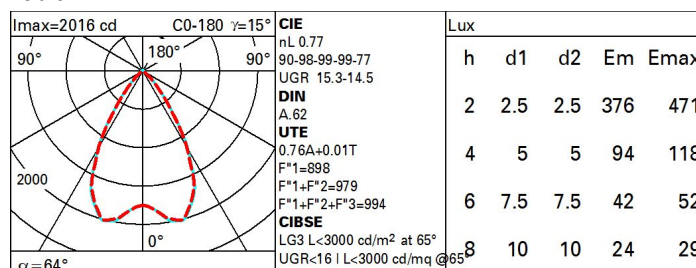 Imax=2016 cd C0-180 γ=15°
180°
90° 90°
2000
0°
α=64°
CIE
nL 0.77
90-98-99-99-77
UGR 15.3-14.5
DIN
A.62
UTE
0.76A+0.01T
F"1=898
F"1+F"2=979
F"1+F"2+F"3=994
CIBSE
LG3 L<3000 cd/m² at 65°
UGR<16 | L<3000 cd/mq @65°
Lux
h d1 d2 Em Emax
2 2.5 2.5 376 471
4 5 5 94 118
6 7.5 7.5 42 52
8 10 10 24 29